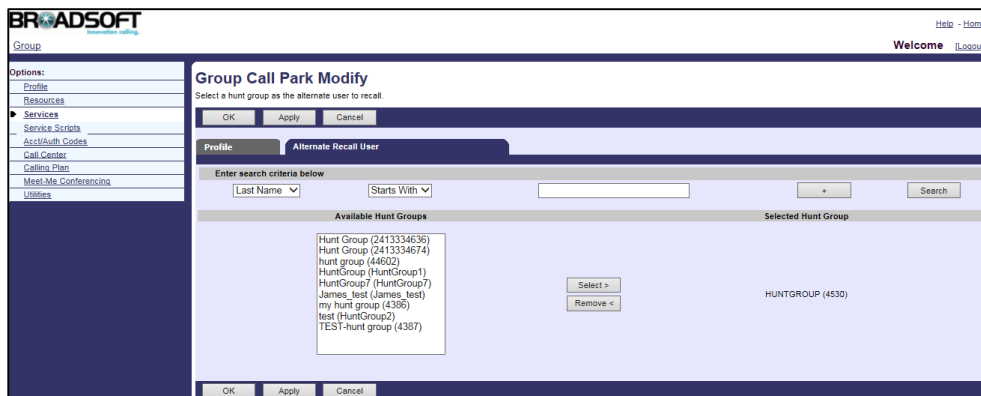 BROADSOFT
innovation calling.
Help - Hom
Group
Welcome [Logou
Options:
Profile
Resources
Services
Service Scripts
Acct/Auth Codes
Call Center
Calling Plan
Meet-Me Conferencing
Utilities
Group Call Park Modify
Select a hunt group as the alternate user to recall.
OK Apply Cancel
Profile Alternate Recall User
Enter search criteria below
Last Name Starts With + Search
Available Hunt Groups Selected Hunt Group
Hunt Group (2413334636)
Hunt Group (2413334674)
hunt group (44602)
HuntGroup (HuntGroup1)
HuntGroup7 (HuntGroup7)
James_test (James_test)
my hunt group (4386)
test (HuntGroup2)
TEST-hunt group (4387)
Select >
Remove <
HUNTGROUP (4530)
OK Apply Cancel